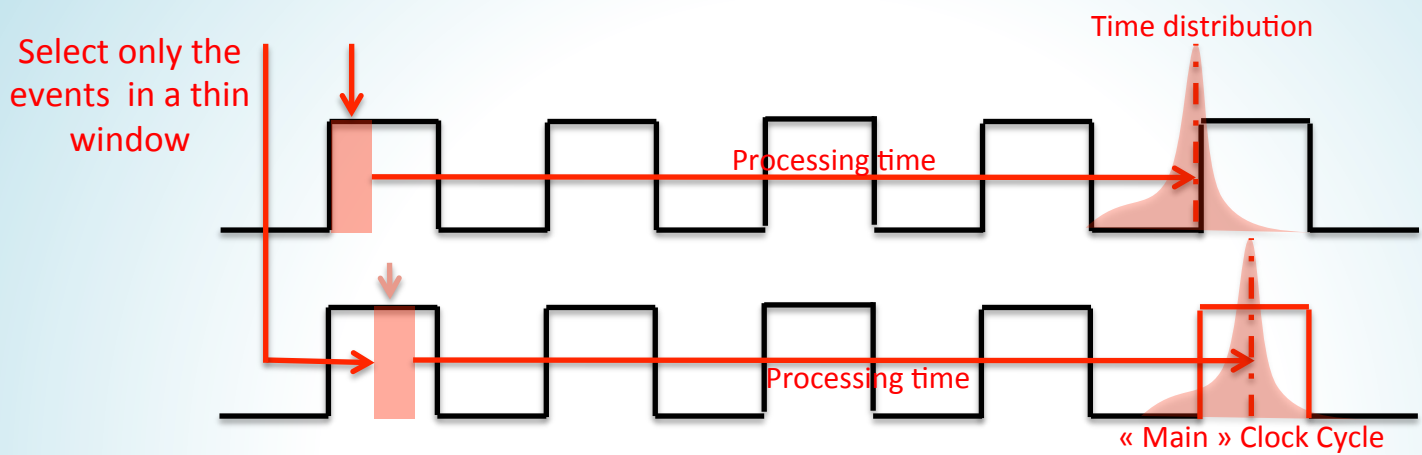 Time distribution
Select only the
events in a thin
window
Processing time
Processing time
« Main » Clock Cycle